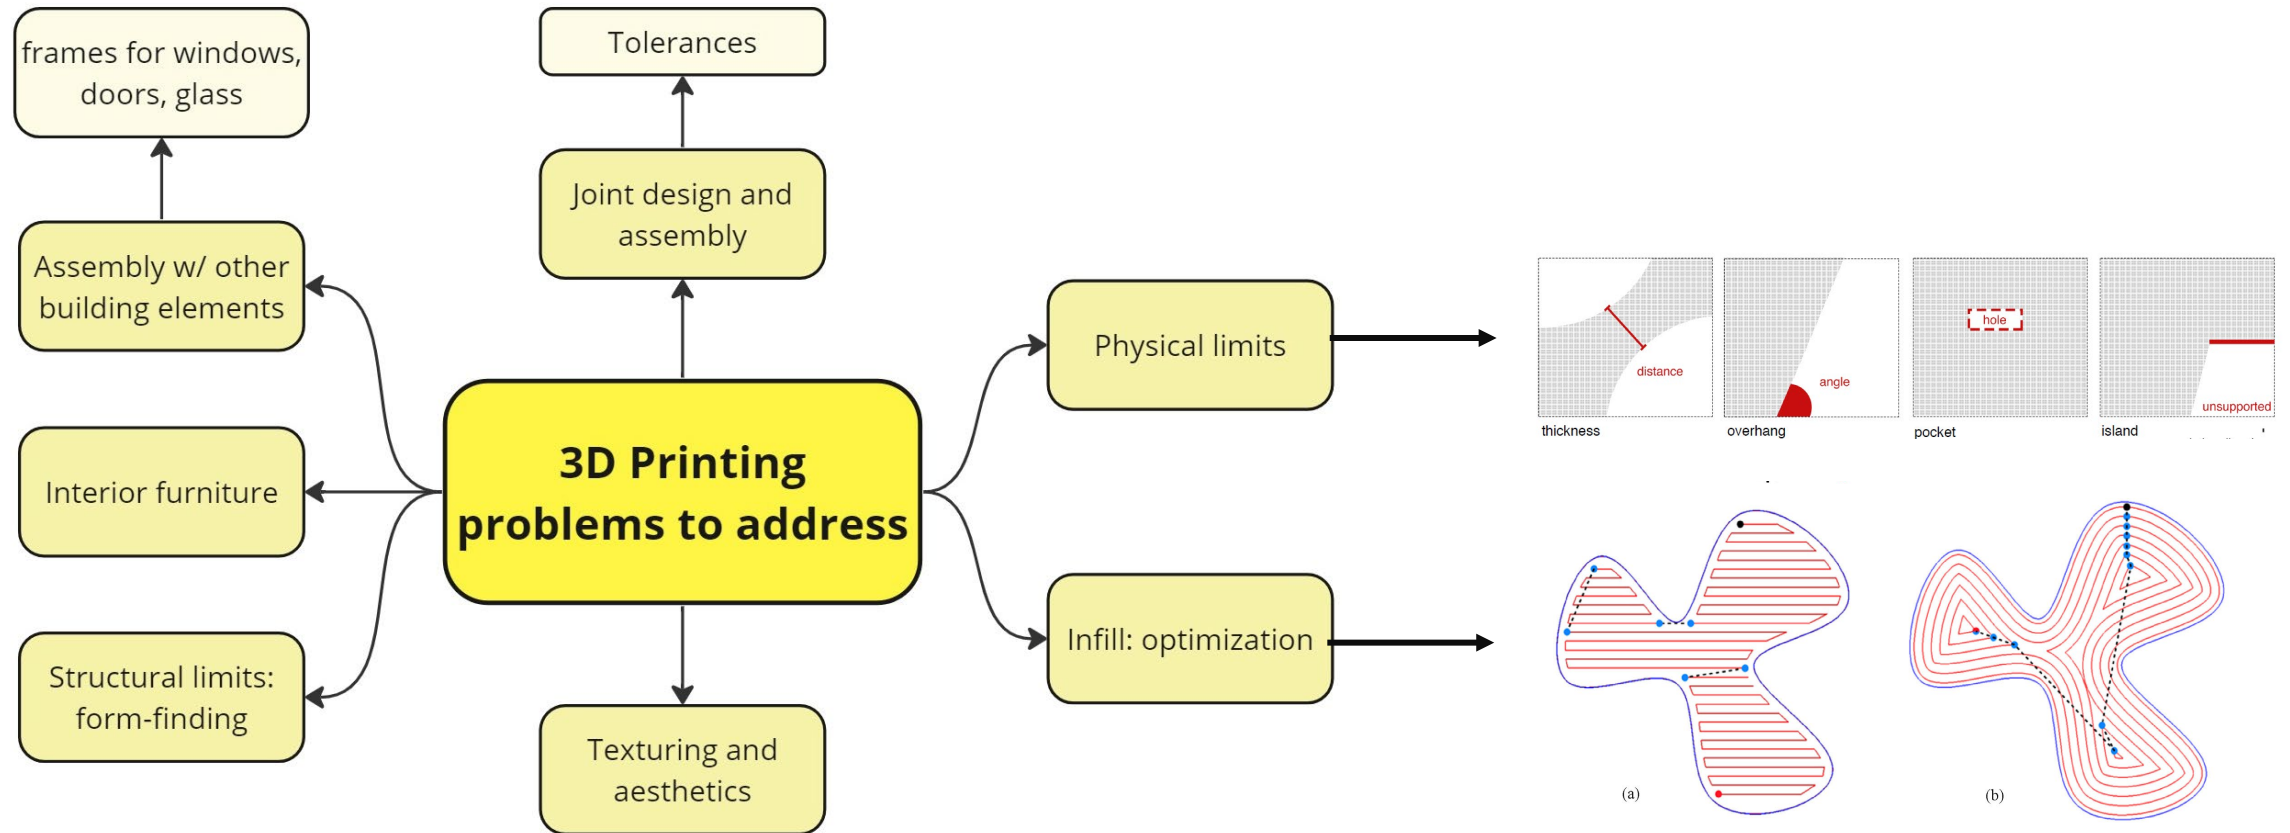 frames for windows,
doors, glass
Tolerances
Joint design and
assembly
Assembly w/ other
building elements
Physical limits
Interior furniture
3D Printing
problems to address
Structural limits:
form-finding
Infill: optimization
Texturing and
aesthetics
distance
thickness
angle
overhang
hole
pocket
unsupported
island
(a)
(b)